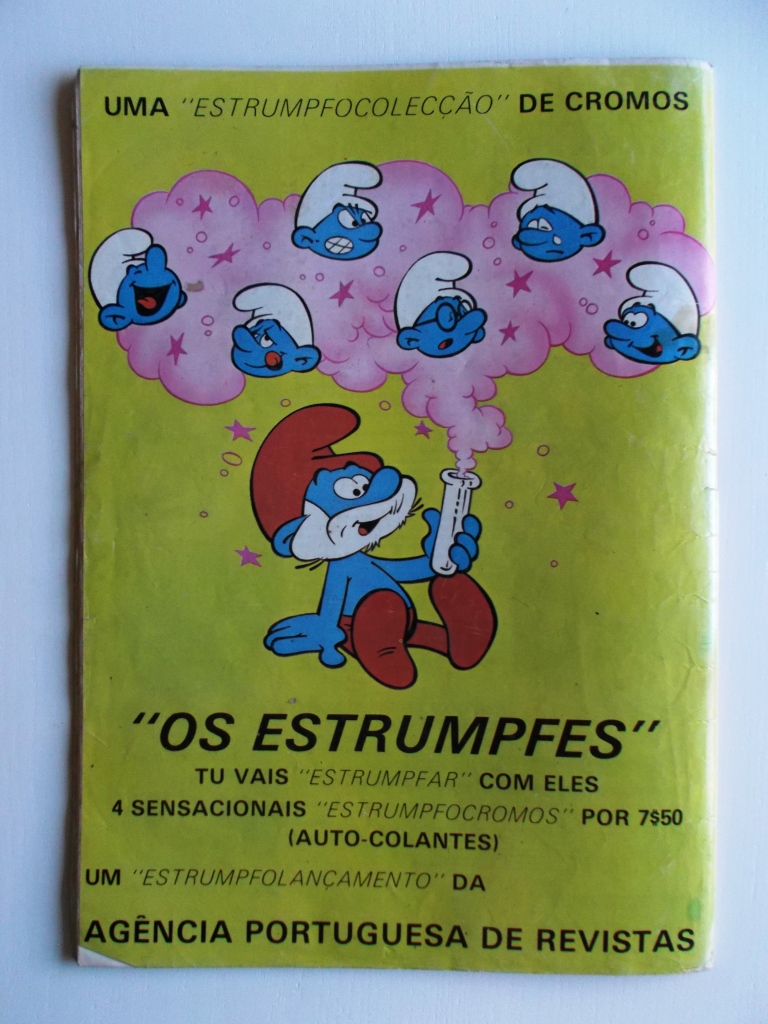 UMA "ESTRUMPFOCOLECÇÃO" DE CROMOS
"OS ESTRUMPFES"
TU VAIS "ESTRUMPFAR" COM ELES
4 SENSACIONAIS "ESTRUMPFOCROMOS" POR 7$50
(AUTO-COLANTES)
UM "ESTRUMPFOLANÇAMENTO" DA
AGÊNCIA PORTUGUESA DE REVISTAS